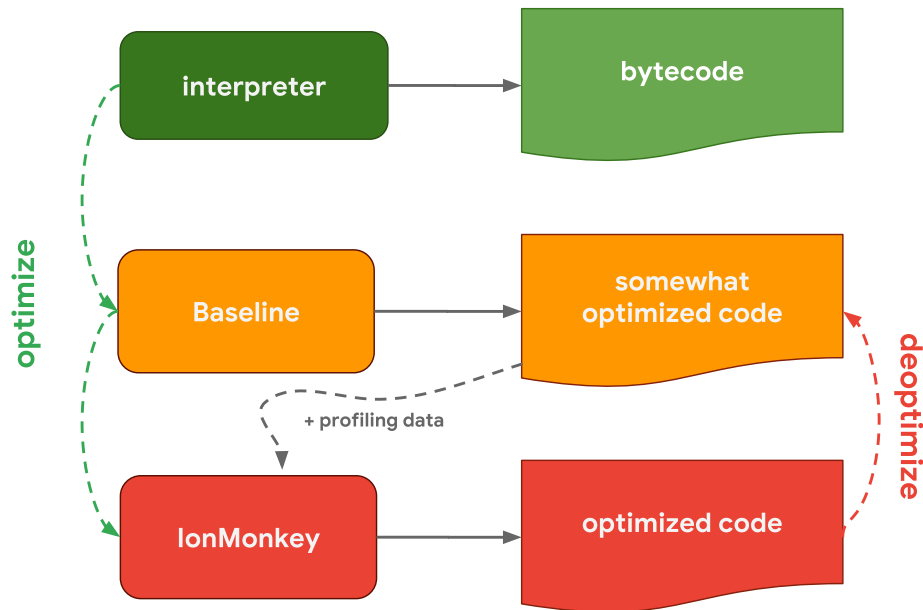 interpreter
bytecode
optimize
Baseline
somewhat
optimized code
deoptimize
+ profiling data
IonMonkey
optimized code